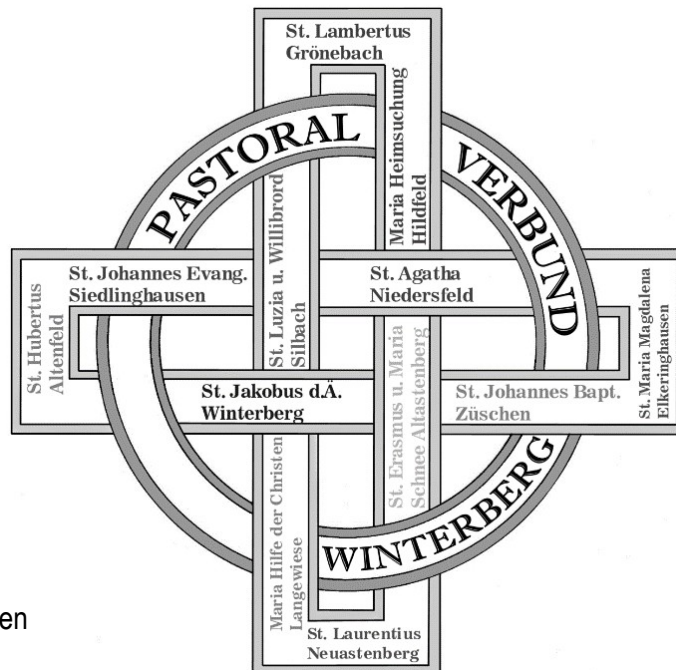 St. Lambertus
Grönebach
PASTORAL
VERBUND
WINTERBERG
Maria Heimsuchung
Hildfeld
St. Luzia u. Willibrord
Silbach
St. Johannes Evang.
Siedlinghausen
St. Agatha
Niedersfeld
St. Hubertus
Altenfeld
St. Maria Magdalena
Elkeringhausen
St. Jakobus d.Ä.
Winterberg
St. Erasmus u. Maria
Schnee Altastenberg
St. Johannes Bapt.
Züschen
Maria Hilfe der Christen
Langewiese
St. Laurentius
Neuastenberg
en